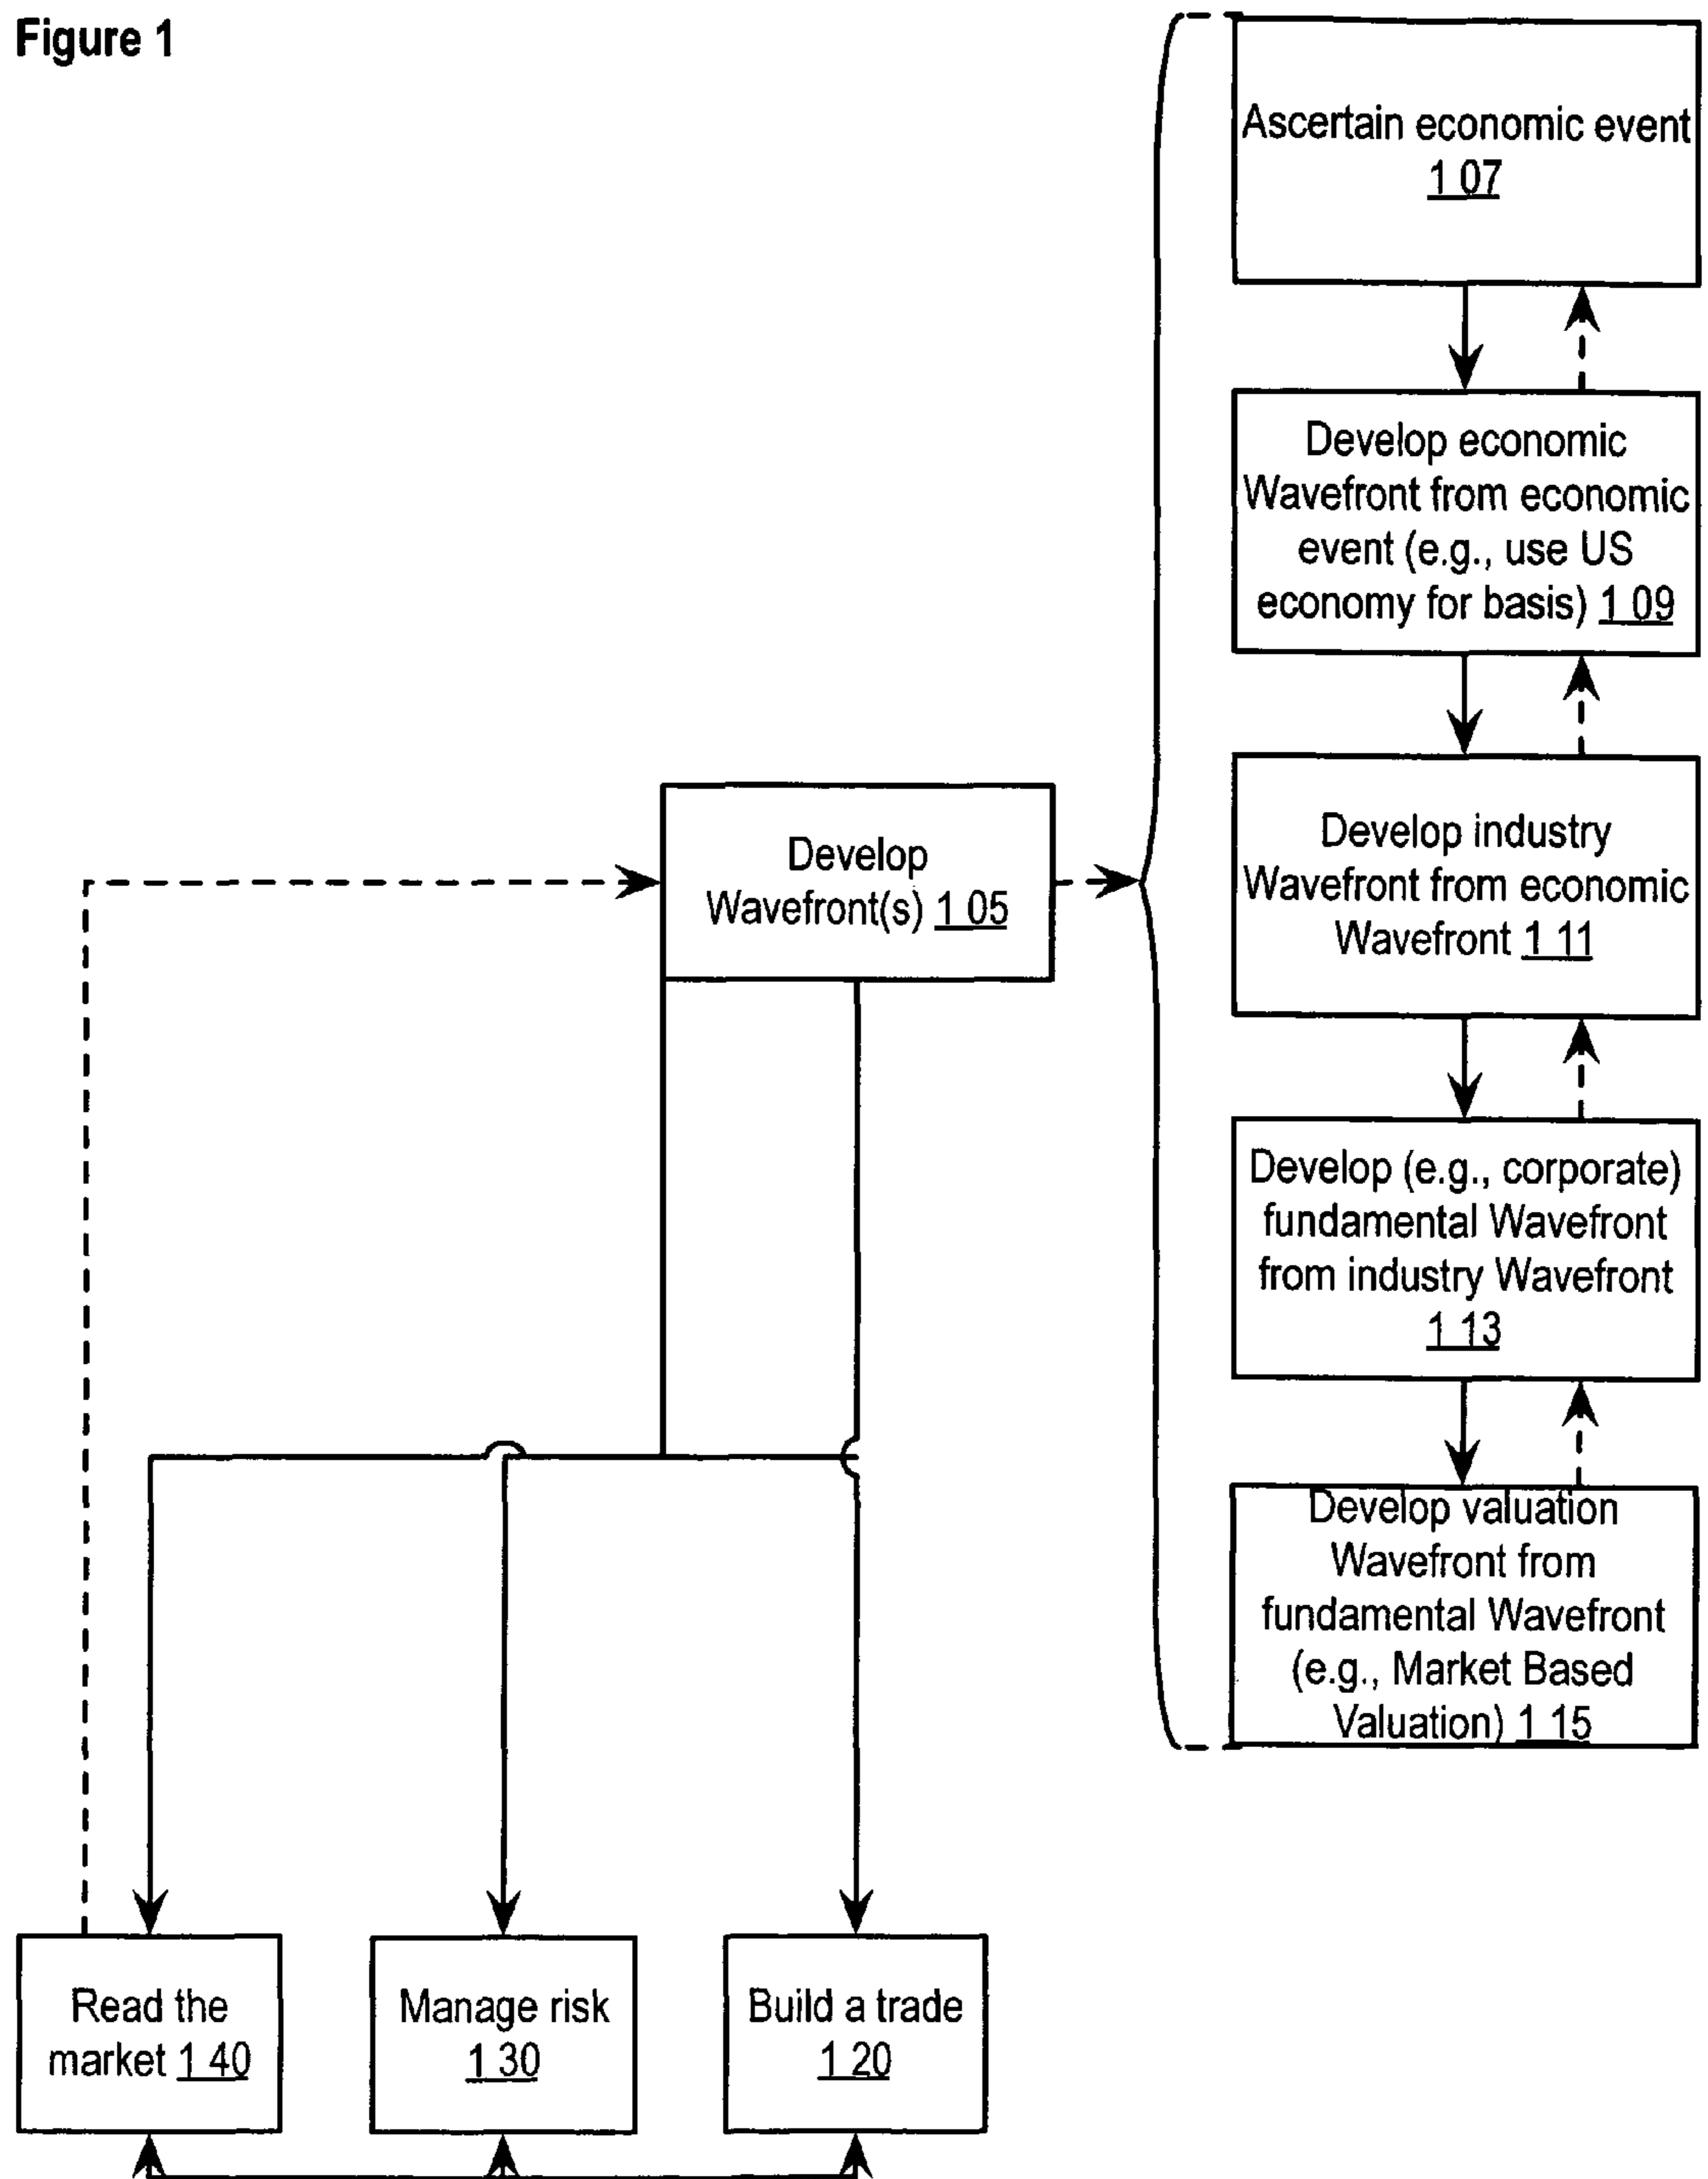 Figure 1
Ascertain economic event
1 07
Develop economic
Wavefront from economic
event (e.g., use US
economy for basis) 1 09
Develop industry
Wavefront from economic
Wavefront 1 11
Develop
Wavefront(s) 1 05
Develop (e.g., corporate)
fundamental Wavefront
from industry Wavefront
1 13
Develop valuation
Wavefront from
fundamental Wavefront
(e.g., Market Based
Valuation) 1 15
Read the
market 1 40
Manage risk
1 30
Build a trade
1 20